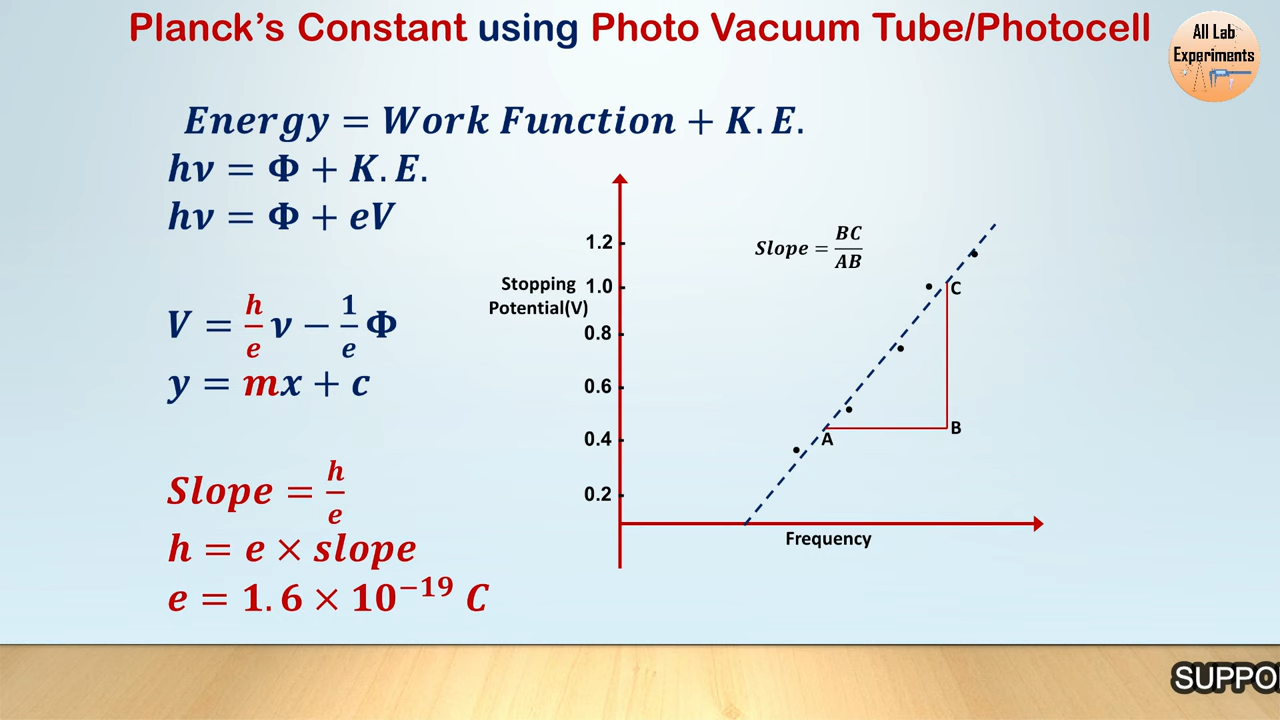 Planck’s Constant using Photo Vacuum Tube/Photocell
All Lab
Experiments
Energy = Work Function + K.E.
hν = Φ + K.E.
hν = Φ + eV
V = h/e ν − 1/e Φ
y = mx + c
Slope = h/e
h = e × slope
e = 1.6 × 10⁻¹⁹ C
Slope = BC/AB
Stopping
Potential(V)
1.2
1.0
0.8
0.6
0.4
0.2
C
B
A
Frequency
SUPPO